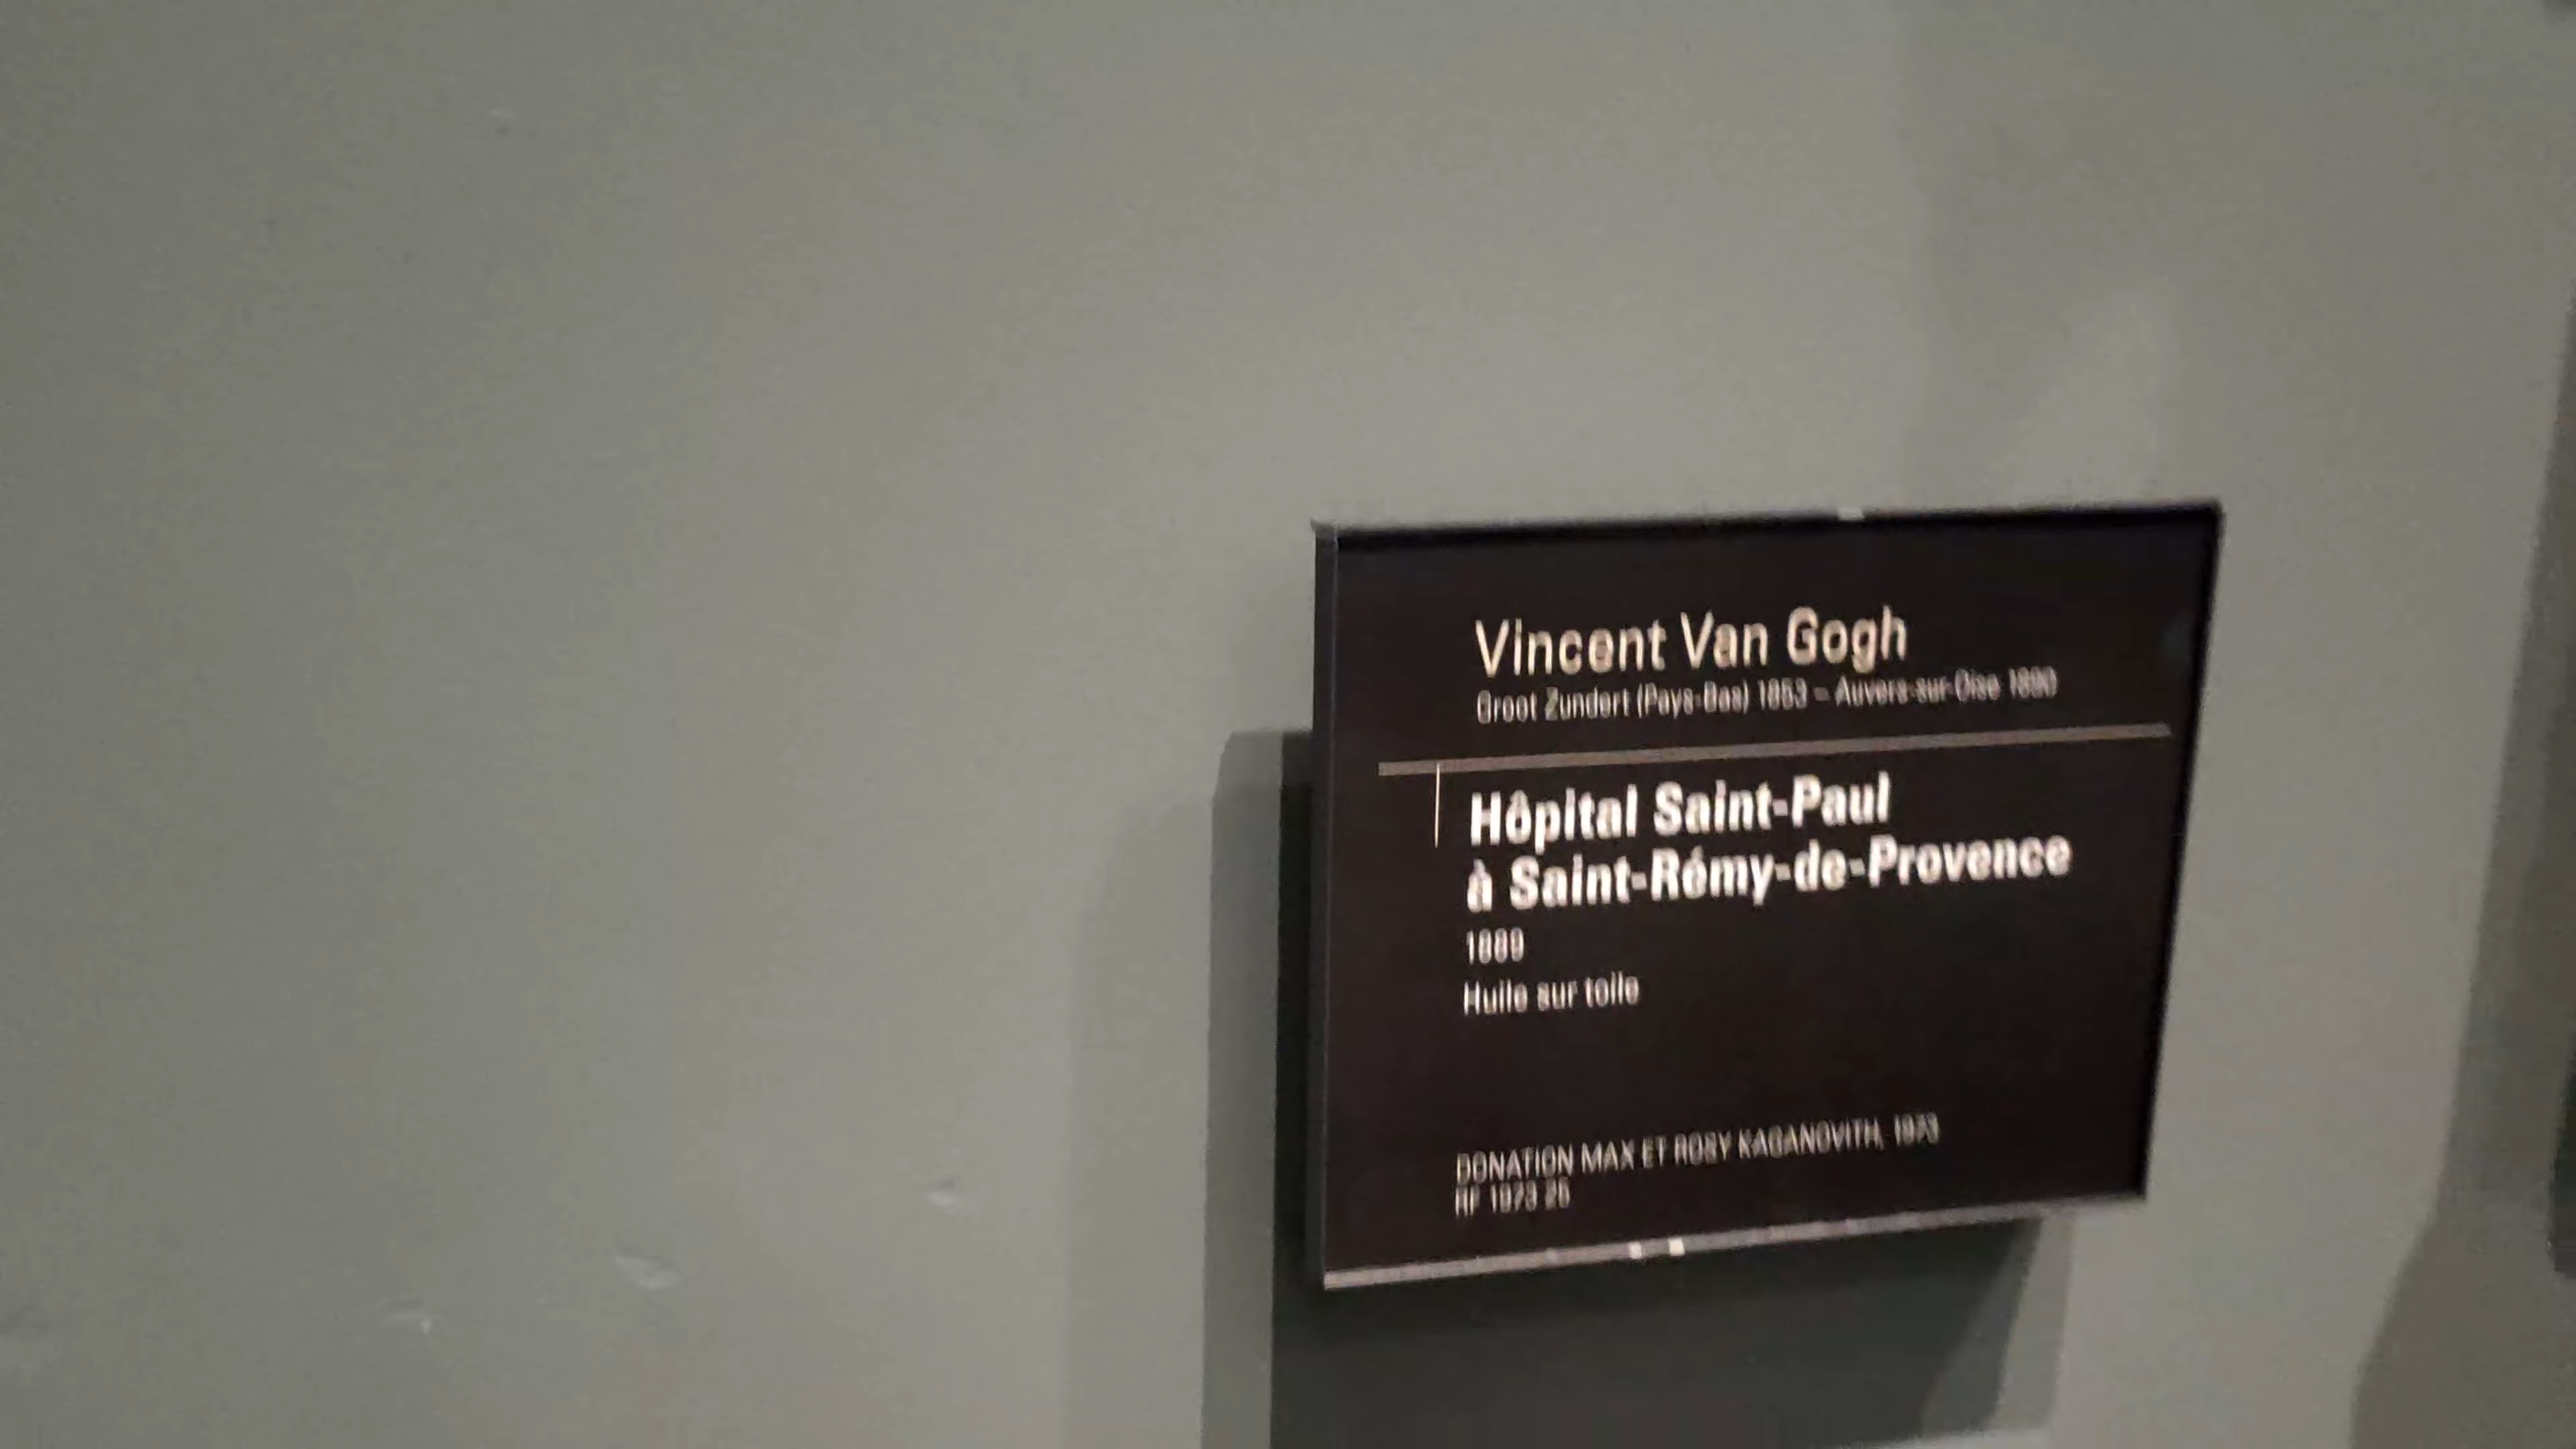 Vincent Van Gogh
Groot Zundert (Pays-Bas) 1853 – Auvers-sur-Oise 1890
Hôpital Saint-Paul
à Saint-Rémy-de-Provence
1889
Huile sur toile
DONATION MAX ET ROSY KAGANOVITH, 1973
RF 1973 25